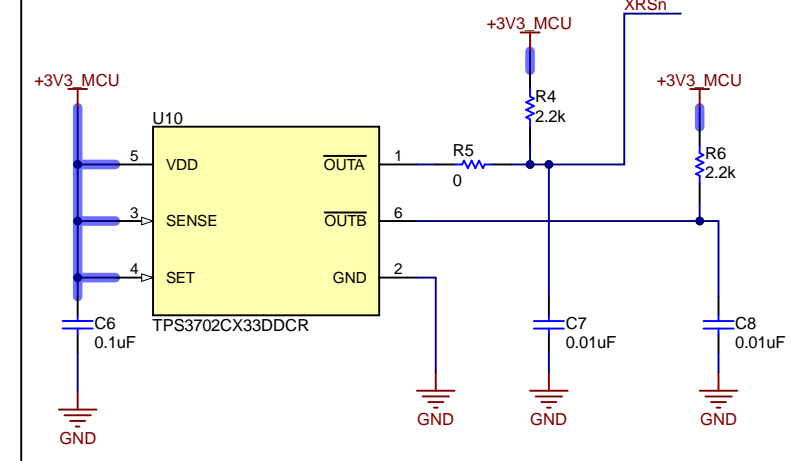 XRSn
+3V3_MCU
+3V3_MCU
+3V3_MCU
R4
2.2k
U10
R5
0
R6
2.2k
5 VDD OUTA 1
3 SENSE OUTB 6
4 SET GND 2
TPS3702CX33DDCR
C6
0.1uF
C7
0.01uF
C8
0.01uF
GND
GND
GND
GND